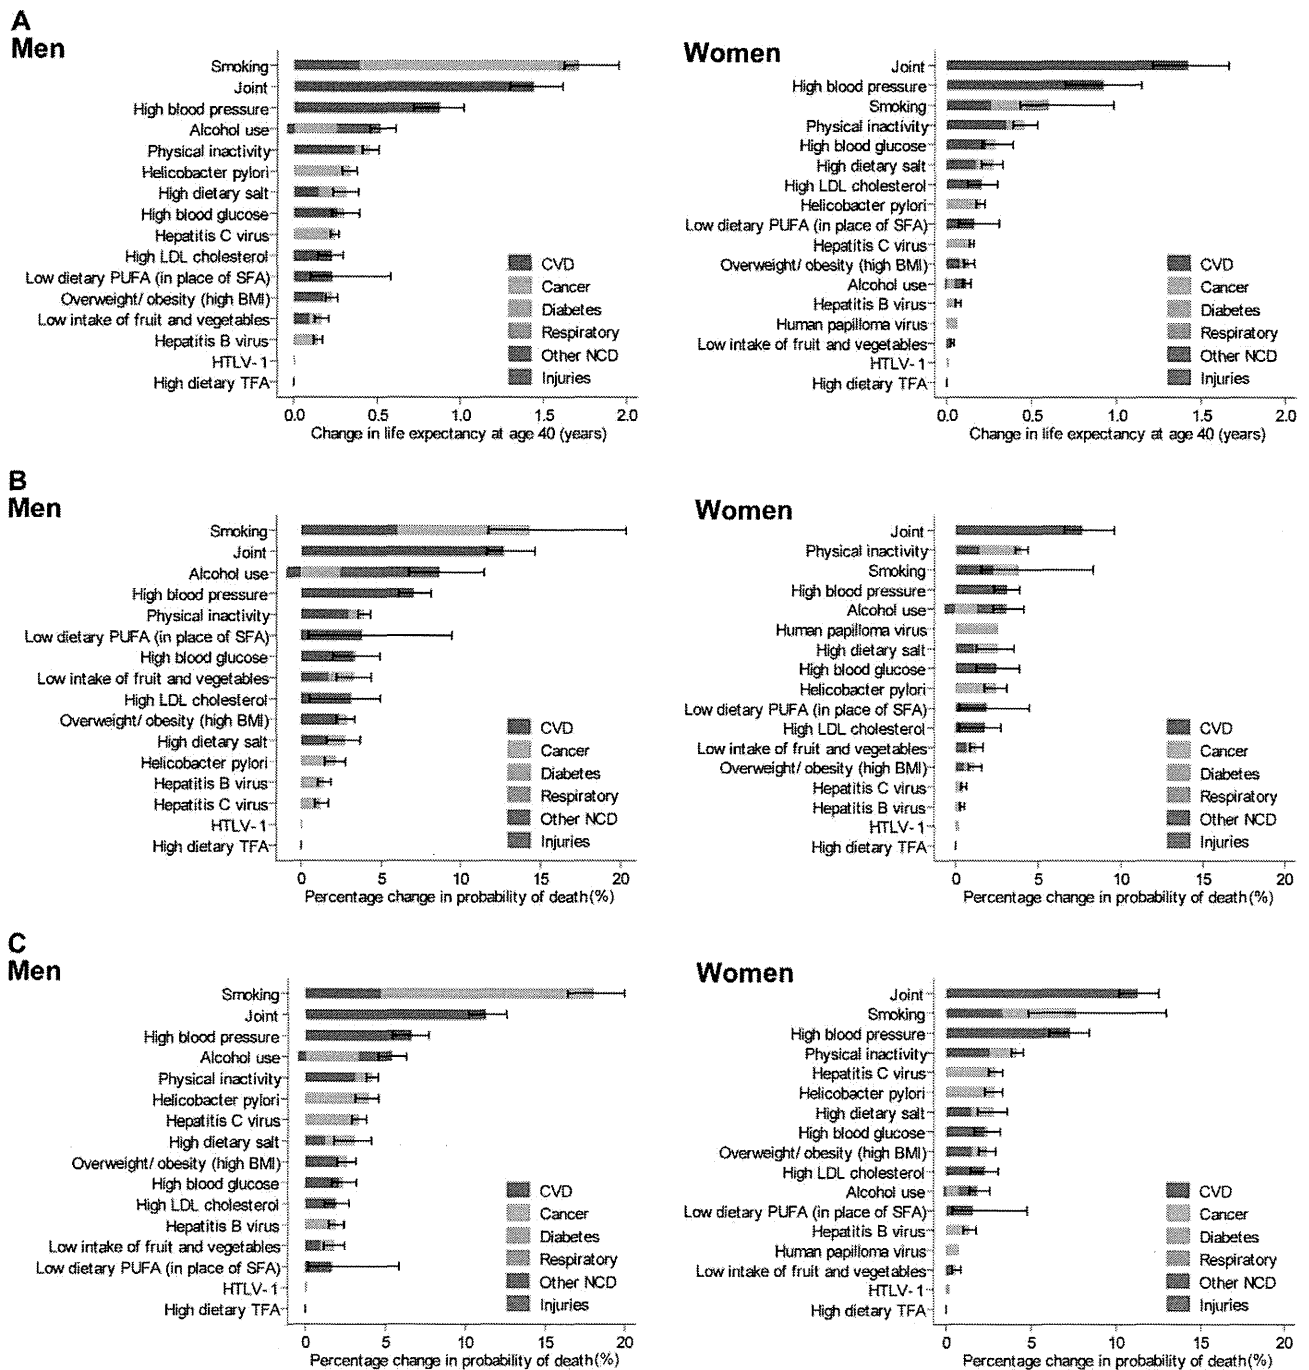 A
Men
Smoking
Joint
High blood pressure
Alcohol use
Physical inactivity
Helicobacter pylori
High dietary salt
High blood glucose
Hepatitis C virus
High LDL cholesterol
Low dietary PUFA (in place of SFA)
Overweight/ obesity (high BMI)
Low intake of fruit and vegetables
Hepatitis B virus
HTLV- 1
High dietary TFA
CVD
Cancer
Diabetes
Respiratory
Other NCD
Injuries
0.0 0.5 1.0 1.5 2.0
Change in life expectancy at age 40 (years)
Women
Joint
High blood pressure
Smoking
Physical inactivity
High blood glucose
High dietary salt
High LDL cholesterol
Helicobacter pylori
Low dietary PUFA (in place of SFA)
Hepatitis C virus
Overweight/ obesity (high BMI)
Alcohol use
Hepatitis B virus
Human papilloma virus
Low intake of fruit and vegetables
HTLV- 1
High dietary TFA
CVD
Cancer
Diabetes
Respiratory
Other NCD
Injuries
0.0 0.5 1.0 1.5 2.0
Change in life expectancy at age 40 (years)
B
Men
Smoking
Joint
Alcohol use
High blood pressure
Physical inactivity
Low dietary PUFA (in place of SFA)
High blood glucose
Low intake of fruit and vegetables
High LDL cholesterol
Overweight/ obesity (high BMI)
High dietary salt
Helicobacter pylori
Hepatitis B virus
Hepatitis C virus
HTLV- 1
High dietary TFA
CVD
Cancer
Diabetes
Respiratory
Other NCD
Injuries
0 5 10 15 20
Percentage change in probability of death (%)
Women
Joint
Physical inactivity
Smoking
High blood pressure
Alcohol use
Human papilloma virus
High dietary salt
High blood glucose
Helicobacter pylori
Low dietary PUFA (in place of SFA)
High LDL cholesterol
Low intake of fruit and vegetables
Overweight/ obesity (high BMI)
Hepatitis C virus
Hepatitis B virus
HTLV- 1
High dietary TFA
CVD
Cancer
Diabetes
Respiratory
Other NCD
Injuries
0 5 10 15 20
Percentage change in probability of death (%)
C
Men
Smoking
Joint
High blood pressure
Alcohol use
Physical inactivity
Helicobacter pylori
Hepatitis C virus
High dietary salt
Overweight/ obesity (high BMI)
High blood glucose
High LDL cholesterol
Hepatitis B virus
Low intake of fruit and vegetables
Low dietary PUFA (in place of SFA)
HTLV- 1
High dietary TFA
CVD
Cancer
Diabetes
Respiratory
Other NCD
Injuries
0 5 10 15 20
Percentage change in probability of death (%)
Women
Joint
Smoking
High blood pressure
Physical inactivity
Hepatitis C virus
Helicobacter pylori
High dietary salt
High blood glucose
Overweight/ obesity (high BMI)
High LDL cholesterol
Alcohol use
Low dietary PUFA (in place of SFA)
Hepatitis B virus
Human papilloma virus
Low intake of fruit and vegetables
HTLV- 1
High dietary TFA
CVD
Cancer
Diabetes
Respiratory
Other NCD
Injuries
0 5 10 15 20
Percentage change in probability of death (%)